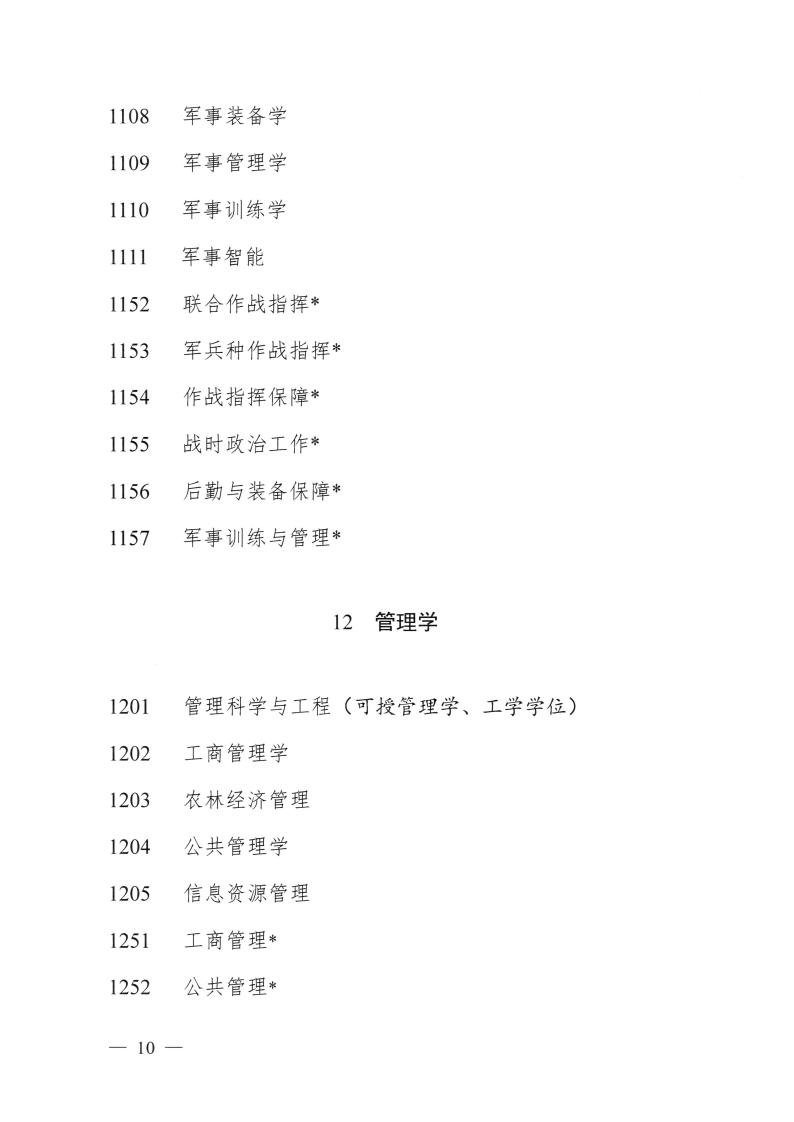 1108 军事装备学
1109 军事管理学
1110 军事训练学
1111 军事智能
1152 联合作战指挥*
1153 军兵种作战指挥*
1154 作战指挥保障*
1155 战时政治工作*
1156 后勤与装备保障*
1157 军事训练与管理*
12 管理学
1201 管理科学与工程（可授管理学、工学学位）
1202 工商管理学
1203 农林经济管理
1204 公共管理学
1205 信息资源管理
1251 工商管理*
1252 公共管理*
— 10 —